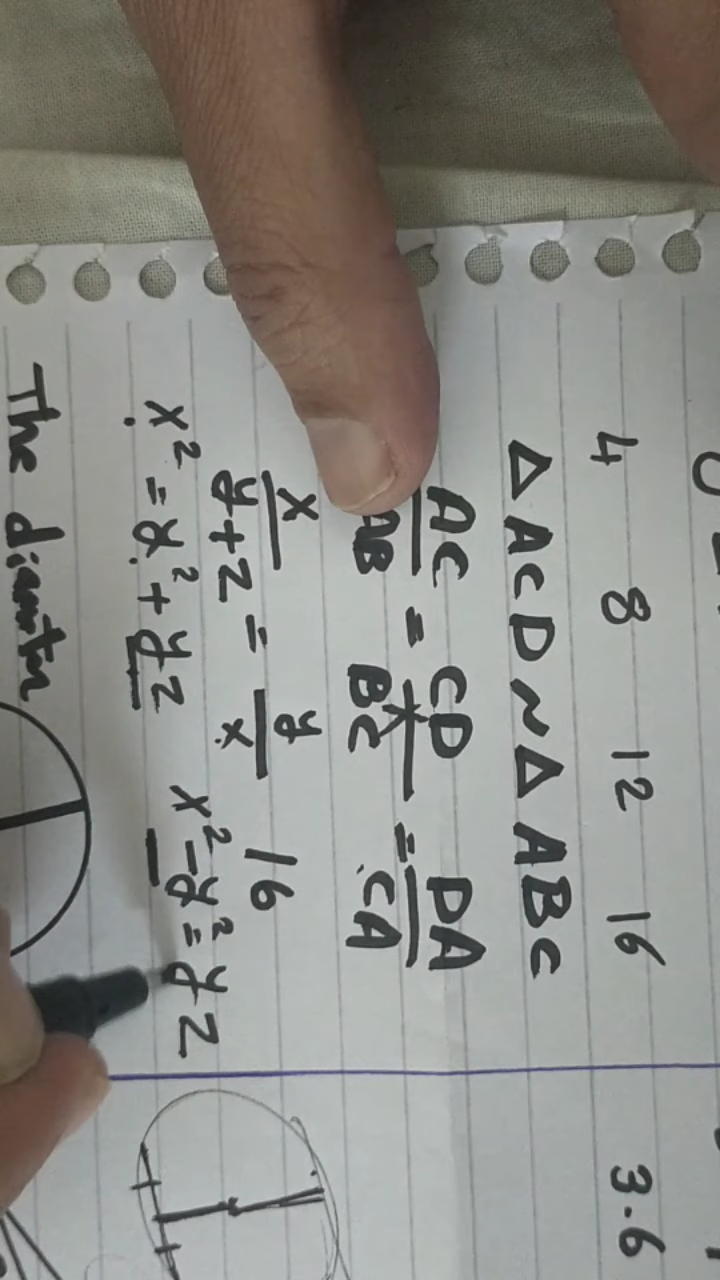 4 8 12 16 3.6
△ ACD ~ △ ABC
AC = CD = DA
AB BC CA
x y 16
y+z = x
x² = y² + yz x² - y² = yz
The diamter